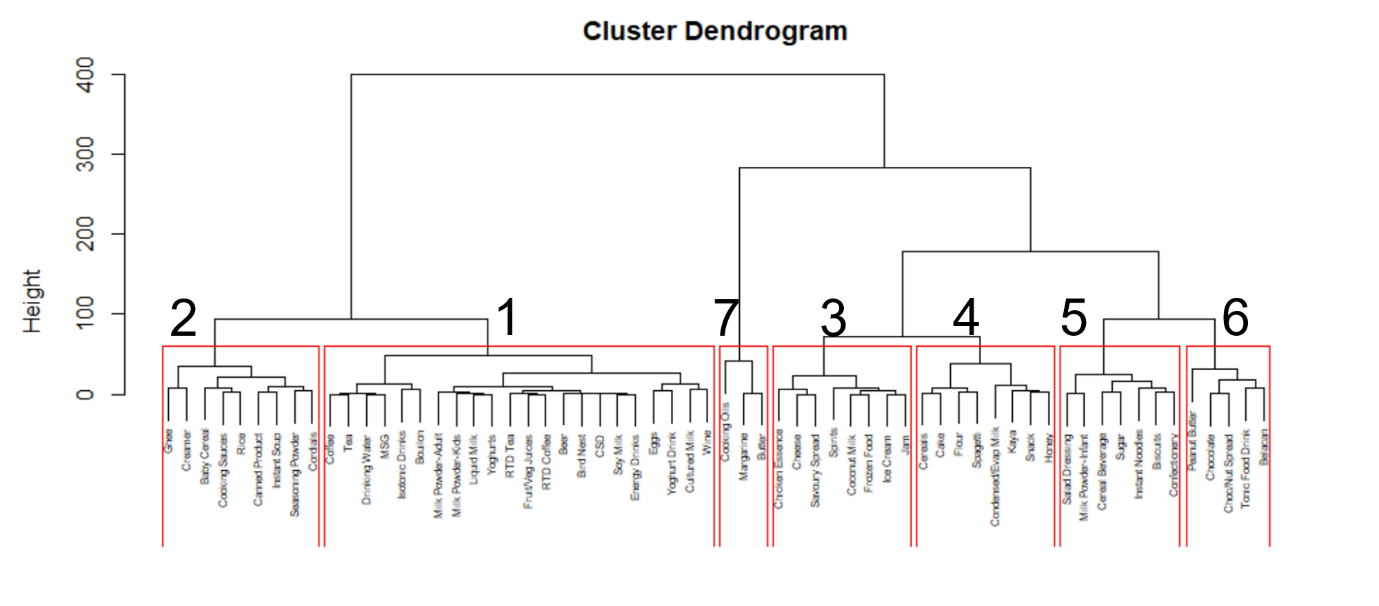 Cluster Dendrogram
Height
400
300
200
100
0
2
1
7
3
4
5
6
Ghee
Creamer
Baby Cereal
Cooking Sauces
Rice
Canned Product
Instant Soup
Seasoning Powder
Cordials
Coffee
Tea
Drinking Water
MSG
Isotonic Drinks
Bouillon
Milk Powder-Adult
Milk Powder-Kids
Liquid Milk
Yoghurts
RTD Tea
Fruit/Veg Juices
RTD Coffee
Beer
Bird Nest
CSD
Soy Milk
Energy Drinks
Eggs
Yoghurt Drink
Cultured Milk
Wine
Cooking Oils
Margarine
Butter
Chicken Essence
Cheese
Savoury Spread
Spirits
Coconut Milk
Frozen Food
Ice Cream
Jam
Cereals
Cake
Flour
Spagetti
Condensed/Evap Milk
Kaya
Snack
Honey
Salad Dressing
Milk Powder-Infant
Cereal Beverage
Sugar
Instant Noodles
Biscuits
Confectionery
Peanut Butter
Chocolate
Choc/Nut Spread
Tonic Food Drink
Belacan